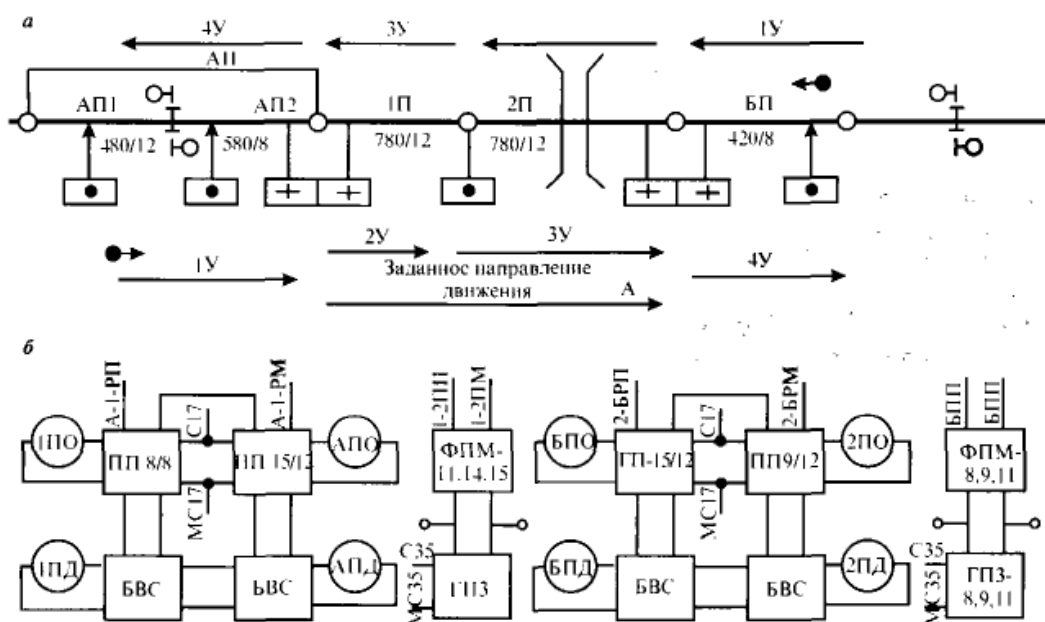 а
4У
3У
1У
АП
АП1
АП2
1П
2П
БП
480/12
580/8
780/12
780/12
420/8
1У
2У
3У
4У
Заданное направление
движения
А
б
А-1-РП
С17
А-1-РМ
1-2ПМ
2-БРП
С17
2-БРМ
БПП
БПП
1ПО
ПП 8/8
ПП 15/12
АПО
ФПМ-
11.14.15
БПО
ГП-15/12
ПП9/12
2ПО
ФПМ-
8,9,11
МС17
МС17
1ПД
БВС
БВС
АПД
С35
МС35
ГПЗ
БПД
БВС
БВС
2ПД
С35
МС35
ГПЗ-
8,9,11